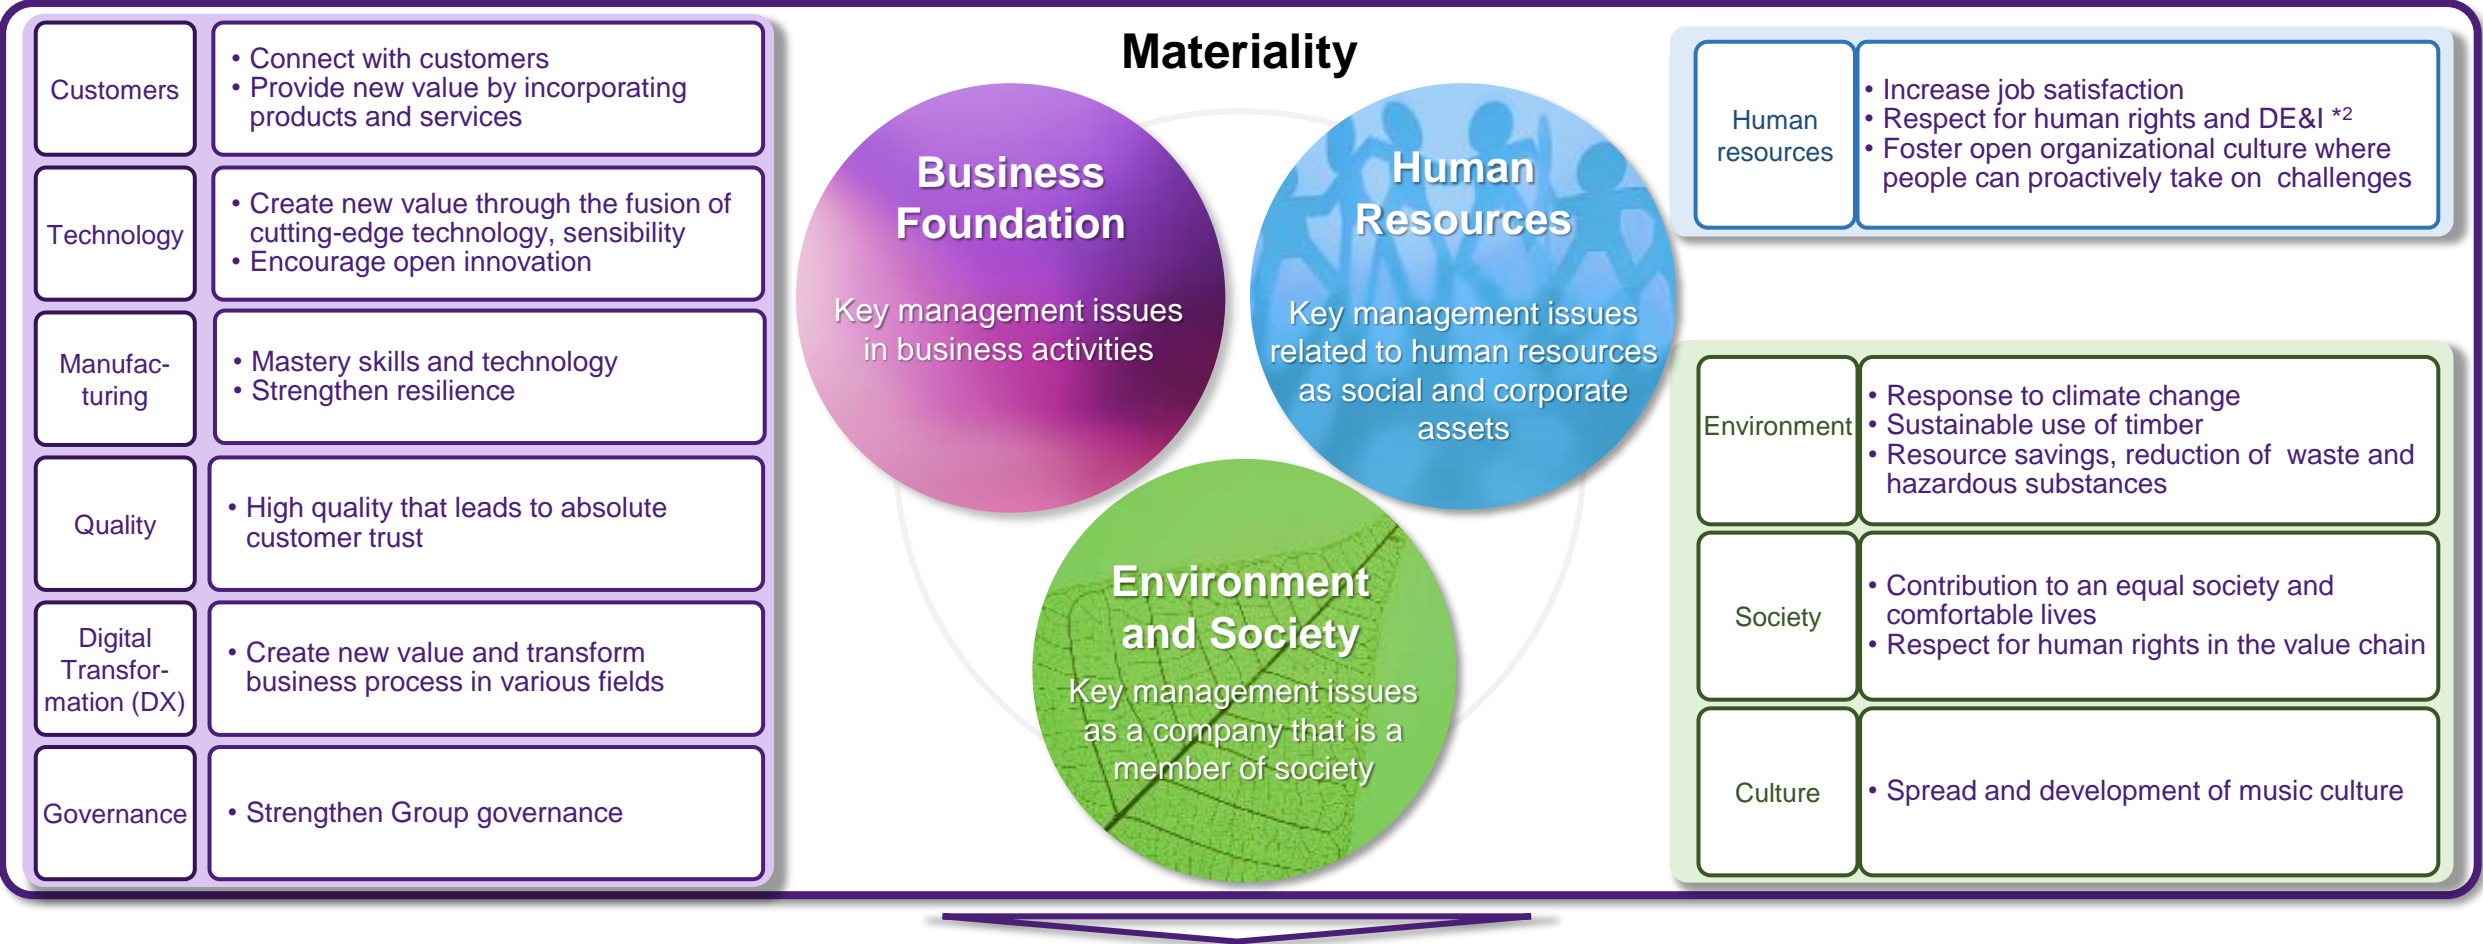 Materiality
Customers
• Connect with customers
• Provide new value by incorporating
products and services
Technology
• Create new value through the fusion of
cutting-edge technology, sensibility
• Encourage open innovation
Manufac-
turing
• Mastery skills and technology
• Strengthen resilience
Quality
• High quality that leads to absolute
customer trust
Digital
Transfor-
mation (DX)
• Create new value and transform
business process in various fields
Governance
• Strengthen Group governance
Business
Foundation
Key management issues
in business activities
Human
Resources
Key management issues
related to human resources
as social and corporate
assets
Environment
and Society
Key management issues
as a company that is a
member of society
Human
resources
• Increase job satisfaction
• Respect for human rights and DE&I *2
• Foster open organizational culture where
people can proactively take on challenges
Environment
• Response to climate change
• Sustainable use of timber
• Resource savings, reduction of waste and
hazardous substances
Society
• Contribution to an equal society and
comfortable lives
• Respect for human rights in the value chain
Culture
• Spread and development of music culture